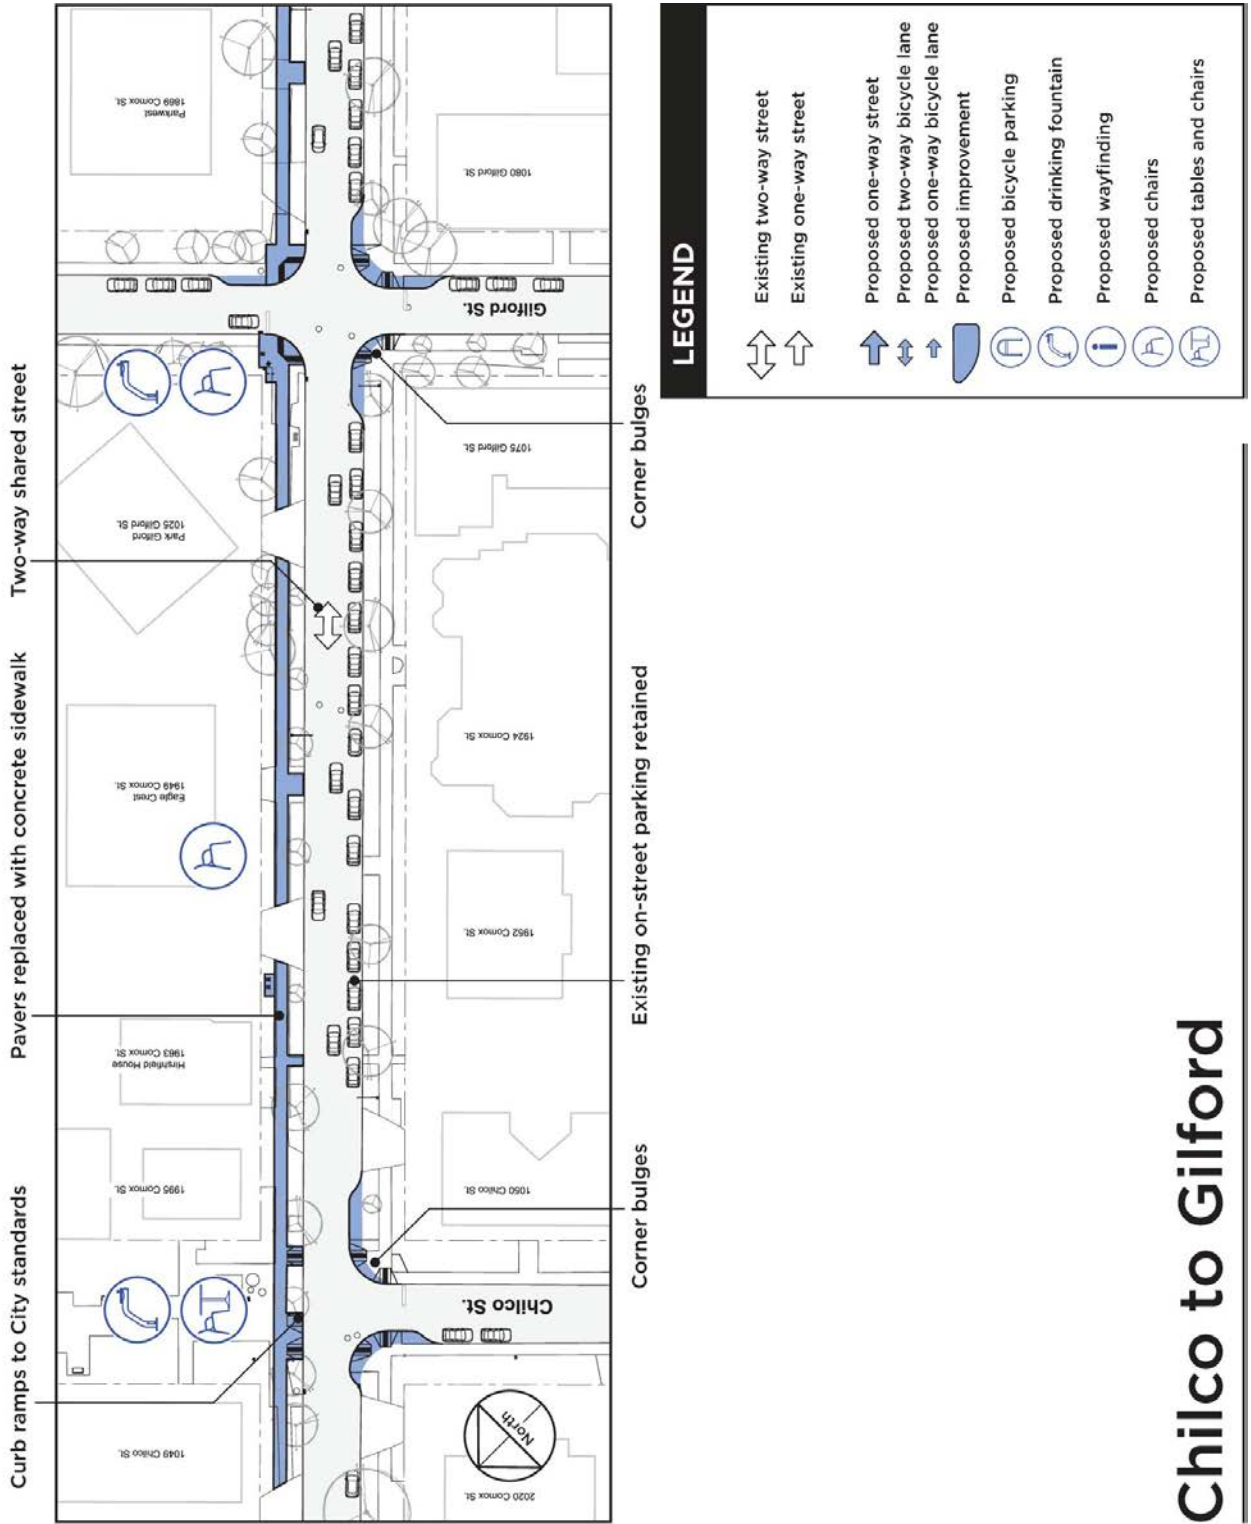 Curb ramps to City standards
Pavers replaced with concrete sidewalk
Two-way shared street
1049 Chilco St.
1995 Comox St.
Hirshfield House
1963 Comox St.
Eagle Crest
1949 Comox St.
Park Gilford
1025 Gilford St.
Parkwest
1869 Comox St.
Chilco St.
Gilford St.
North
2020 Comox St.
1050 Chilco St.
1952 Comox St.
1924 Comox St.
1075 Gilford St.
1080 Gilford St.
Corner bulges
Existing on-street parking retained
Corner bulges
LEGEND
Existing two-way street
Existing one-way street
Proposed one-way street
Proposed two-way bicycle lane
Proposed one-way bicycle lane
Proposed improvement
Proposed bicycle parking
Proposed drinking fountain
Proposed wayfinding
Proposed chairs
Proposed tables and chairs
Chilco to Gilford